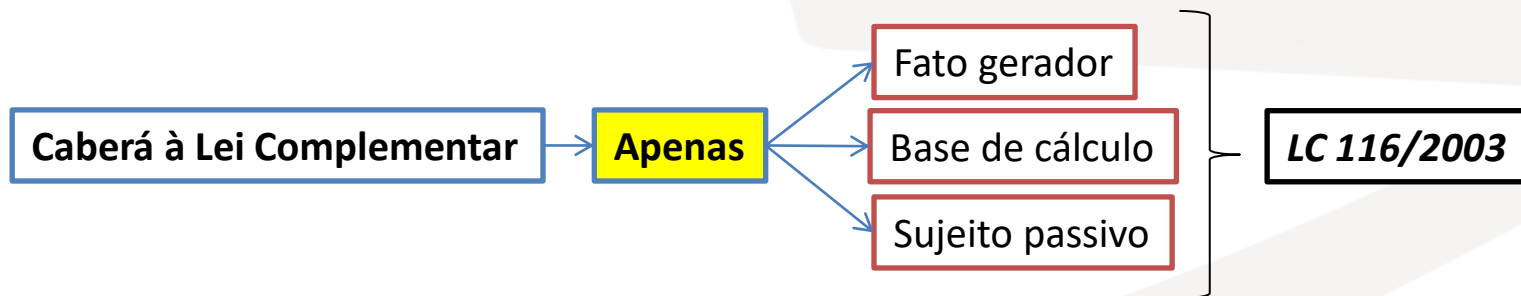 Caberá à Lei Complementar
Apenas
Fato gerador
Base de cálculo
Sujeito passivo
LC 116/2003